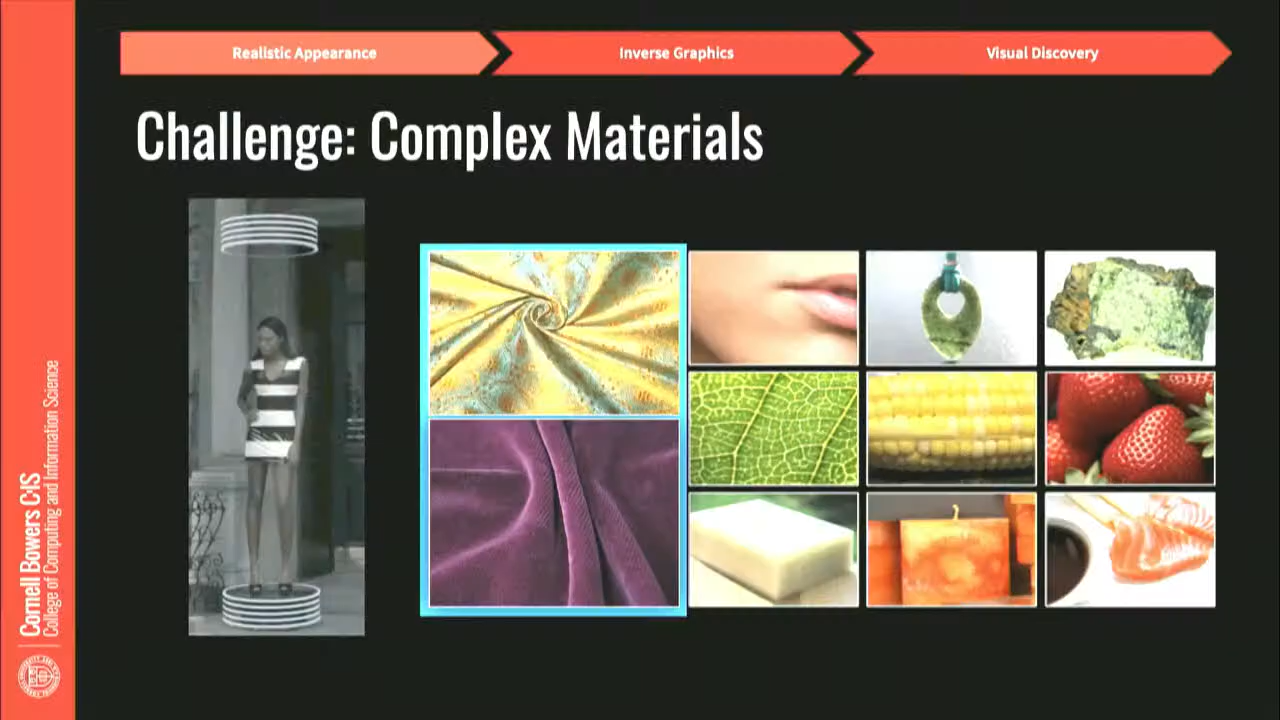 Realistic Appearance
Inverse Graphics
Visual Discovery
Challenge: Complex Materials
Cornell Bowers CIS
College of Computing and Information Science